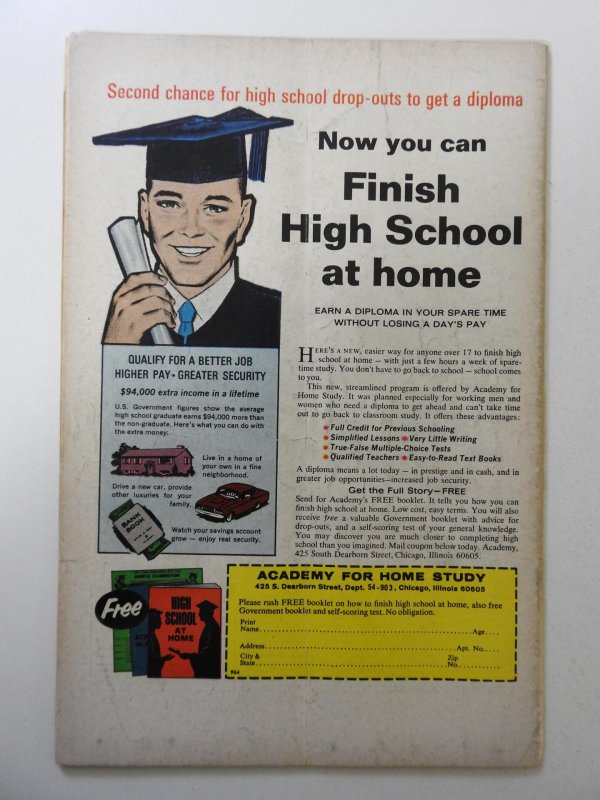 Second chance for high school drop-outs to get a diploma
Now you can
Finish
High School
at home
EARN A DIPLOMA IN YOUR SPARE TIME
WITHOUT LOSING A DAY'S PAY
HERE'S A NEW, easier way for anyone over 17 to finish high
school at home – with just a few hours a week of spare-
time study. You don't have to go back to school – school comes
to you.
This new, streamlined program is offered by Academy for
Home Study. It was planned especially for working men and
women who need a diploma to get ahead and can't take time
out to go back to classroom study. It offers these advantages:
• Full Credit for Previous Schooling
• Simplified Lessons • Very Little Writing
• True-False Multiple-Choice Tests
• Qualified Teachers • Easy-to-Read Text Books
A diploma means a lot today – in prestige and in cash, and in
greater job opportunities—increased job security.
Get the Full Story—FREE
Send for Academy's FREE booklet. It tells you how you can
finish high school at home. Low cost, easy terms. You will also
receive free a valuable Government booklet with advice for
drop-outs, and a self-scoring test of your general knowledge.
You may discover you are much closer to completing high
school than you imagined. Mail coupon below today. Academy,
425 South Dearborn Street, Chicago, Illinois 60605.
QUALIFY FOR A BETTER JOB
HIGHER PAY • GREATER SECURITY
$94,000 extra income in a lifetime
U.S. Government figures show the average
high school graduate earns $94,000 more than
the non-graduate. Here's what you can do with
the extra money:
Live in a home of
your own in a fine
neighborhood.
Drive a new car, provide
other luxuries for your
family.
BANK
BOOK
Watch your savings account
grow — enjoy real security.
Free
HIGH
SCHOOL
AT
HOME
ACADEMY FOR HOME STUDY
425 S. Dearborn Street, Dept. 34-903, Chicago, Illinois 60605
Please rush FREE booklet on how to finish high school at home, also free
Government booklet and self-scoring test. No obligation.
Print
Name Age
Address Apt. No.
City & Zip
State No.
964